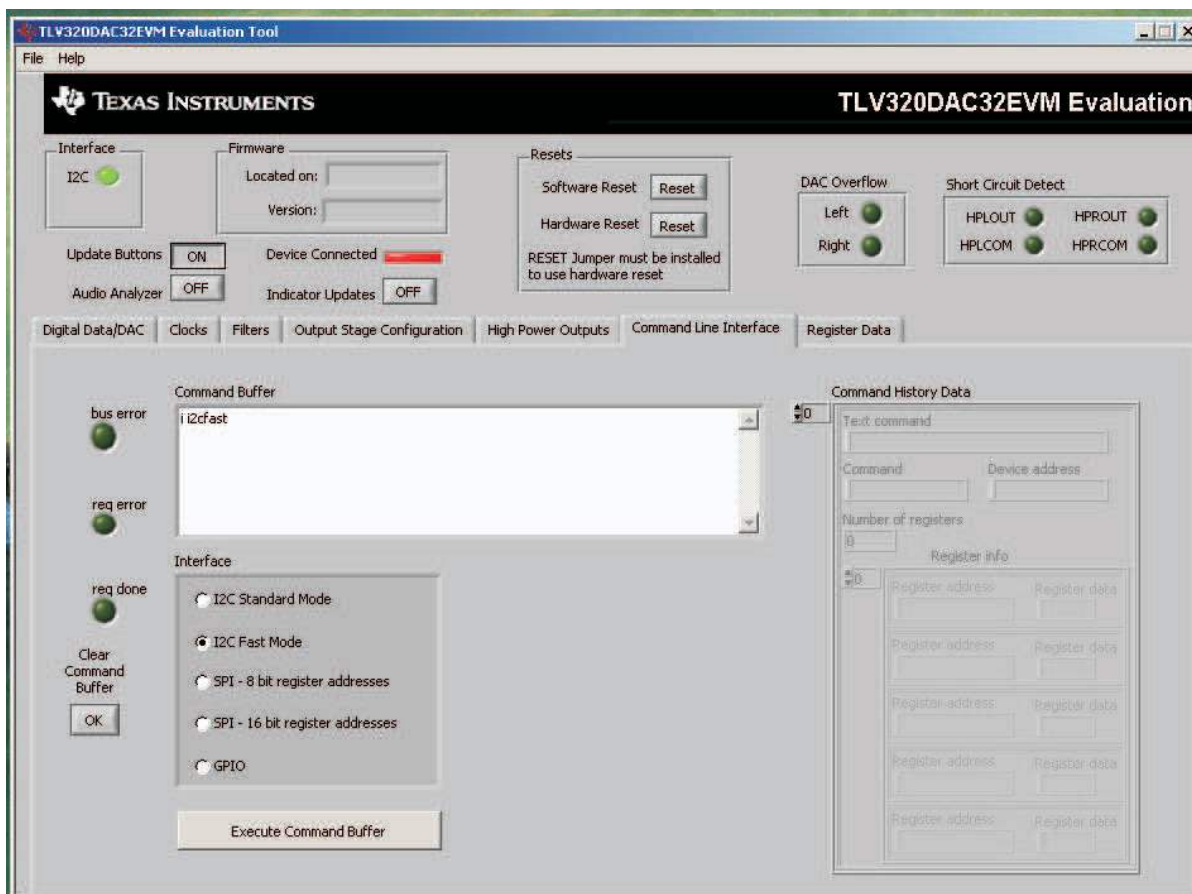 TLV320DAC32EVM Evaluation Tool
File Help
TEXAS INSTRUMENTS
TLV320DAC32EVM Evaluation
Interface
I2C
Firmware
Located on:
Version:
Resets
Software Reset Reset
Hardware Reset Reset
RESET Jumper must be installed
to use hardware reset
DAC Overflow
Left
Right
Short Circuit Detect
HPLOUT HPROUT
HPLCOM HPRCOM
Update Buttons ON
Device Connected
Audio Analyzer OFF
Indicator Updates OFF
Digital Data/DAC Clocks Filters Output Stage Configuration High Power Outputs Command Line Interface Register Data
bus error
req error
req done
Clear
Command
Buffer
OK
Command Buffer
i i2cfast
Interface
I2C Standard Mode
I2C Fast Mode
SPI - 8 bit register addresses
SPI - 16 bit register addresses
GPIO
Execute Command Buffer
0
Command History Data
Text command
Command Device address
Number of registers
0
Register info
0
Register address Register data
Register address Register data
Register address Register data
Register address Register data
Register address Register data